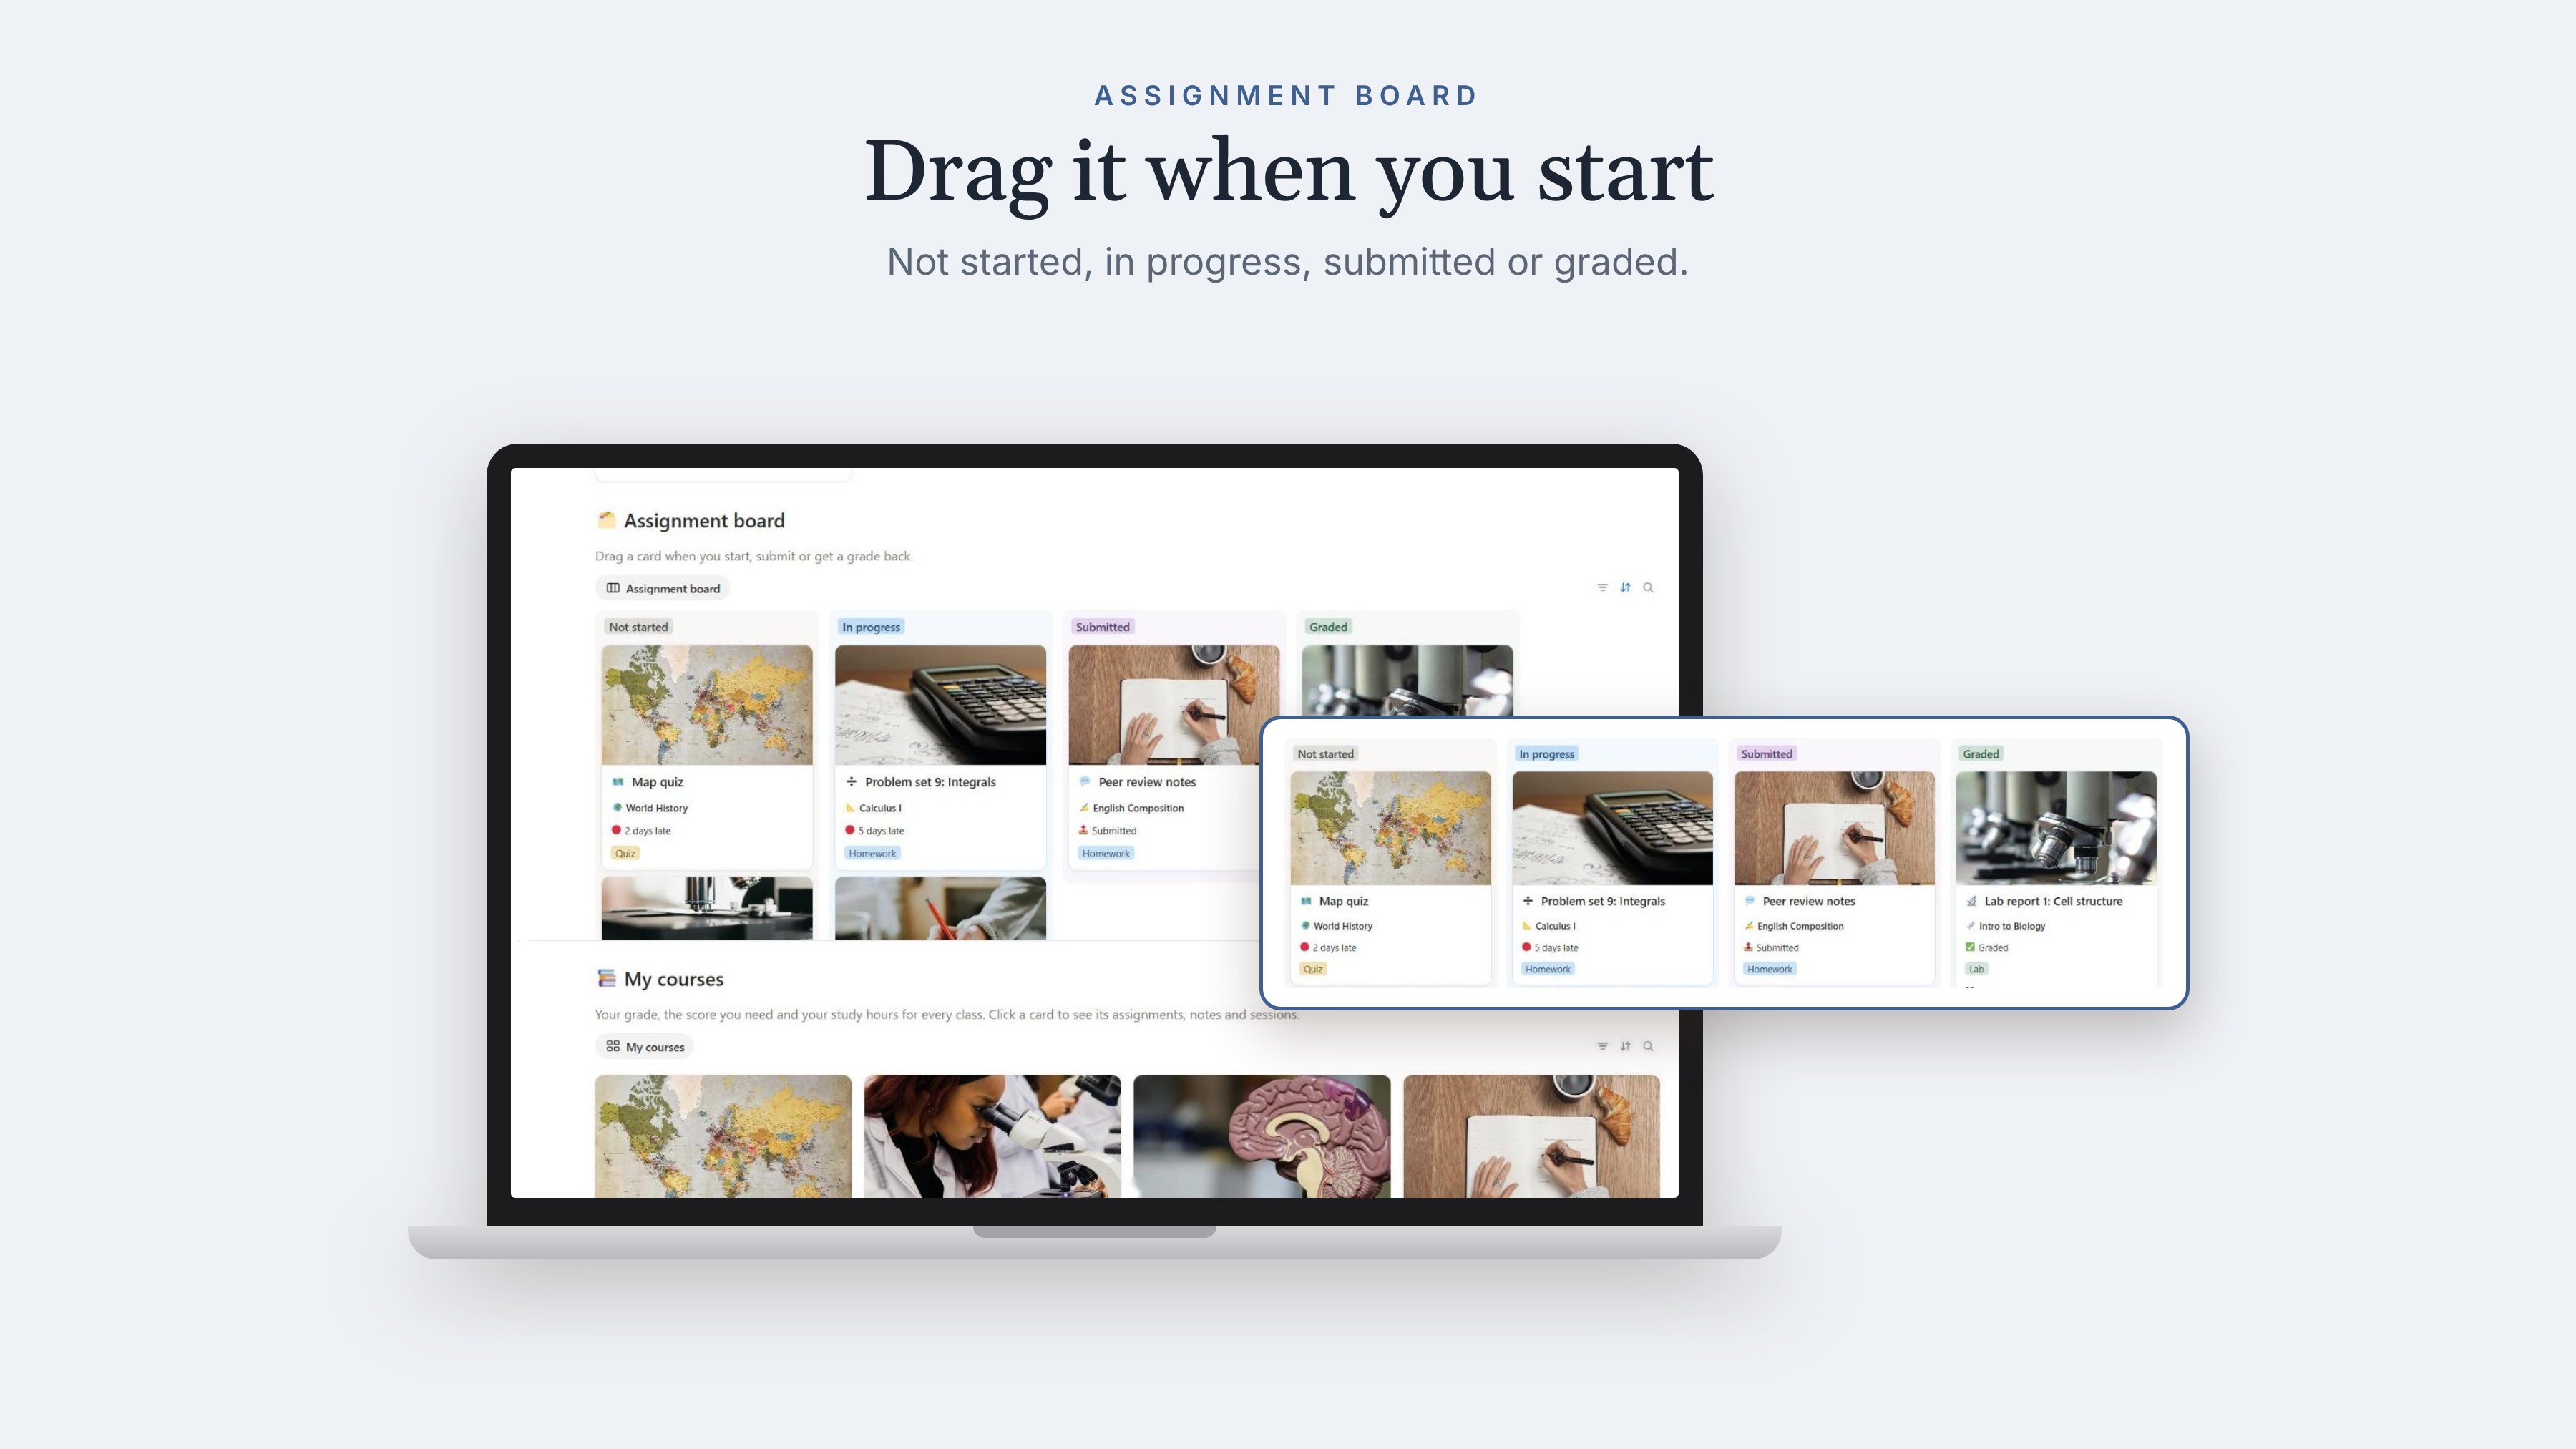 ASSIGNMENT BOARD
Drag it when you start
Not started, in progress, submitted or graded.
Assignment board
Drag a card when you start, submit or get a grade back.
Assignment board
Not started
In progress
Submitted
Graded
Map quiz
World History
2 days late
Quiz
Problem set 9: Integrals
Calculus I
5 days late
Homework
Peer review notes
English Composition
Submitted
Homework
Not started
In progress
Submitted
Graded
Map quiz
World History
2 days late
Quiz
Problem set 9: Integrals
Calculus I
5 days late
Homework
Peer review notes
English Composition
Submitted
Homework
Lab report 1: Cell structure
Intro to Biology
Graded
Lab
My courses
Your grade, the score you need and your study hours for every class. Click a card to see its assignments, notes and sessions.
My courses